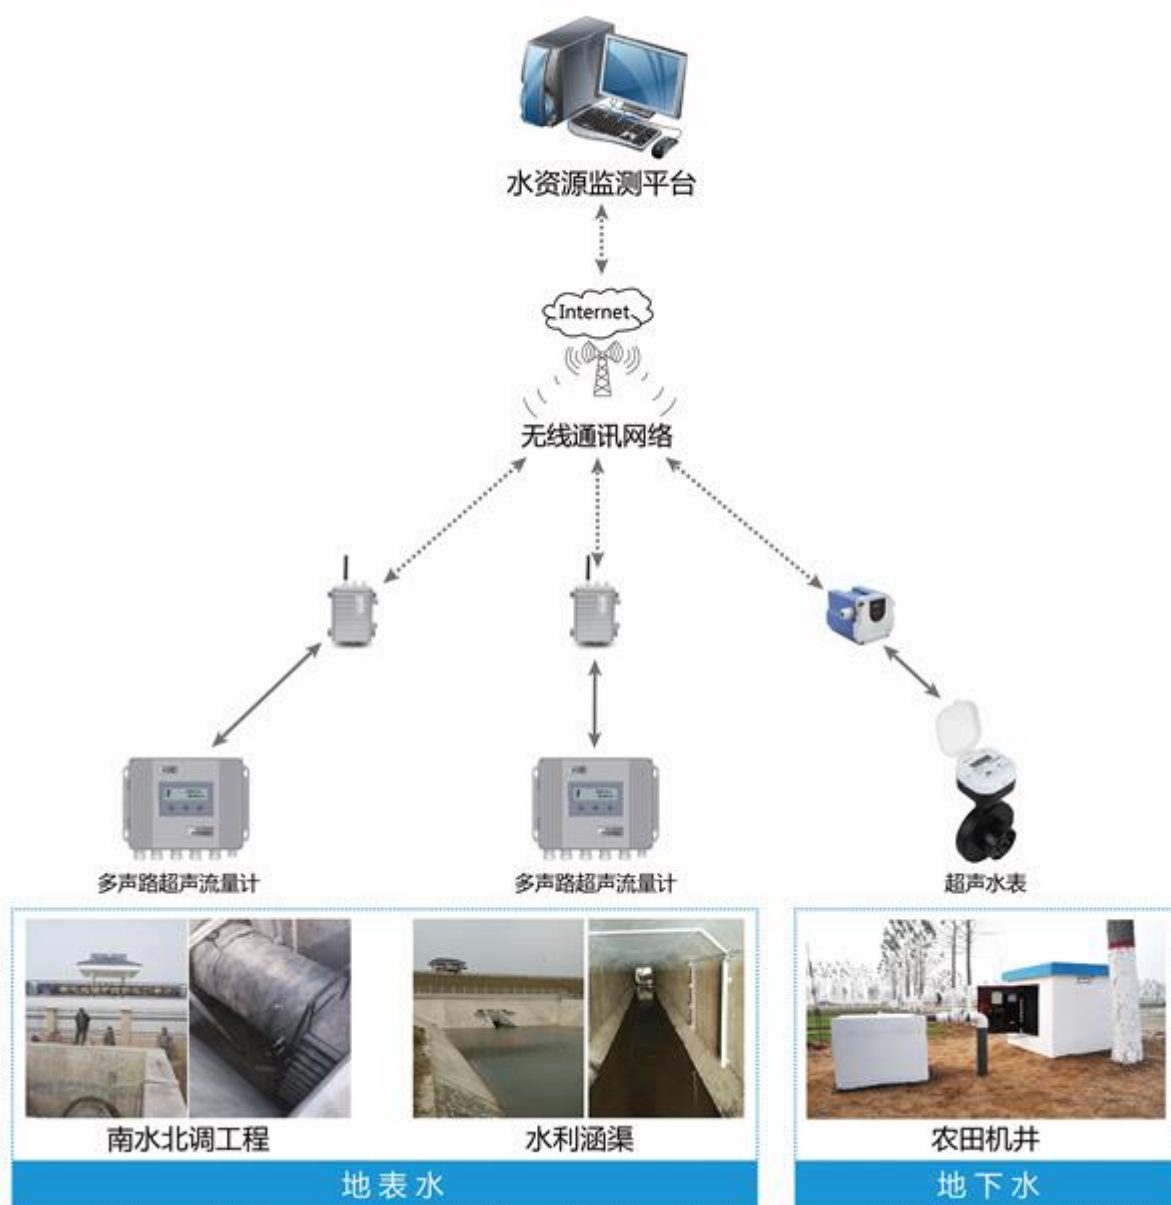 水资源监测平台
Internet
无线通讯网络
多声路超声流量计
多声路超声流量计
超声水表
南水北调工程
水利涵渠
农田机井
地表水
地下水